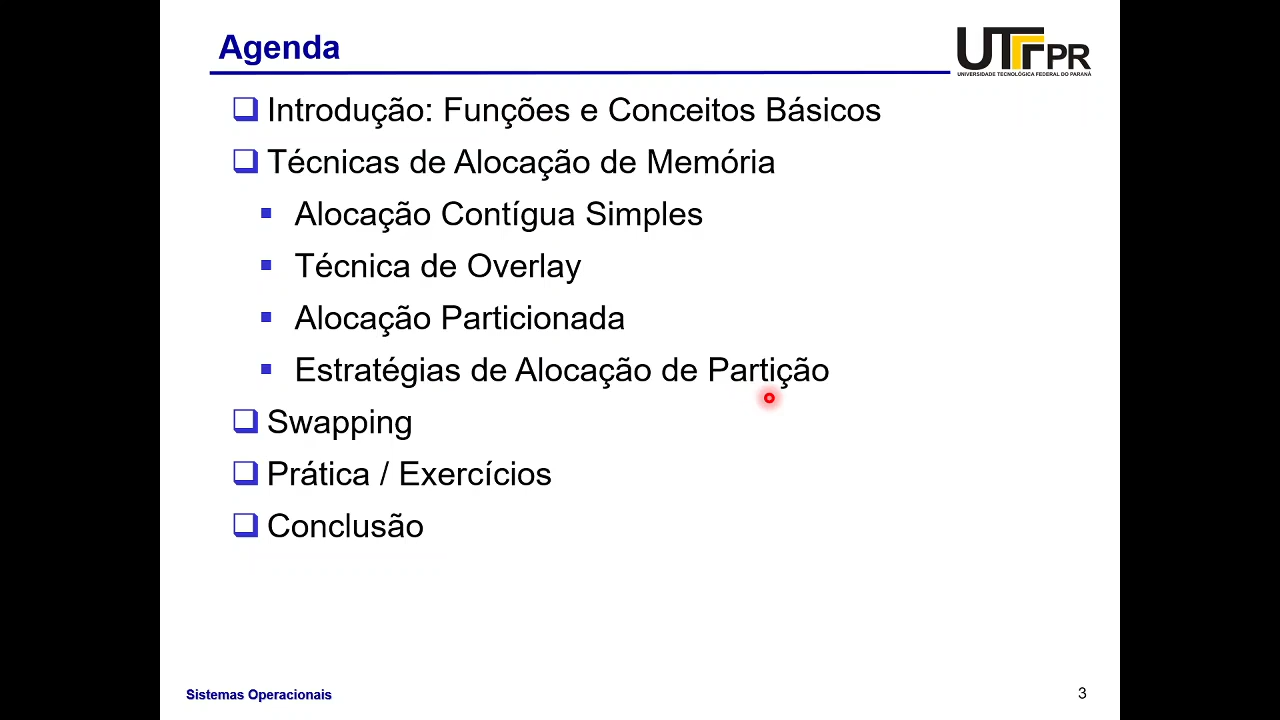 Agenda
UTFPR
UNIVERSIDADE TECNOLÓGICA FEDERAL DO PARANÁ
Introdução: Funções e Conceitos Básicos
Técnicas de Alocação de Memória
Alocação Contígua Simples
Técnica de Overlay
Alocação Particionada
Estratégias de Alocação de Partição
Swapping
Prática / Exercícios
Conclusão
Sistemas Operacionais
3